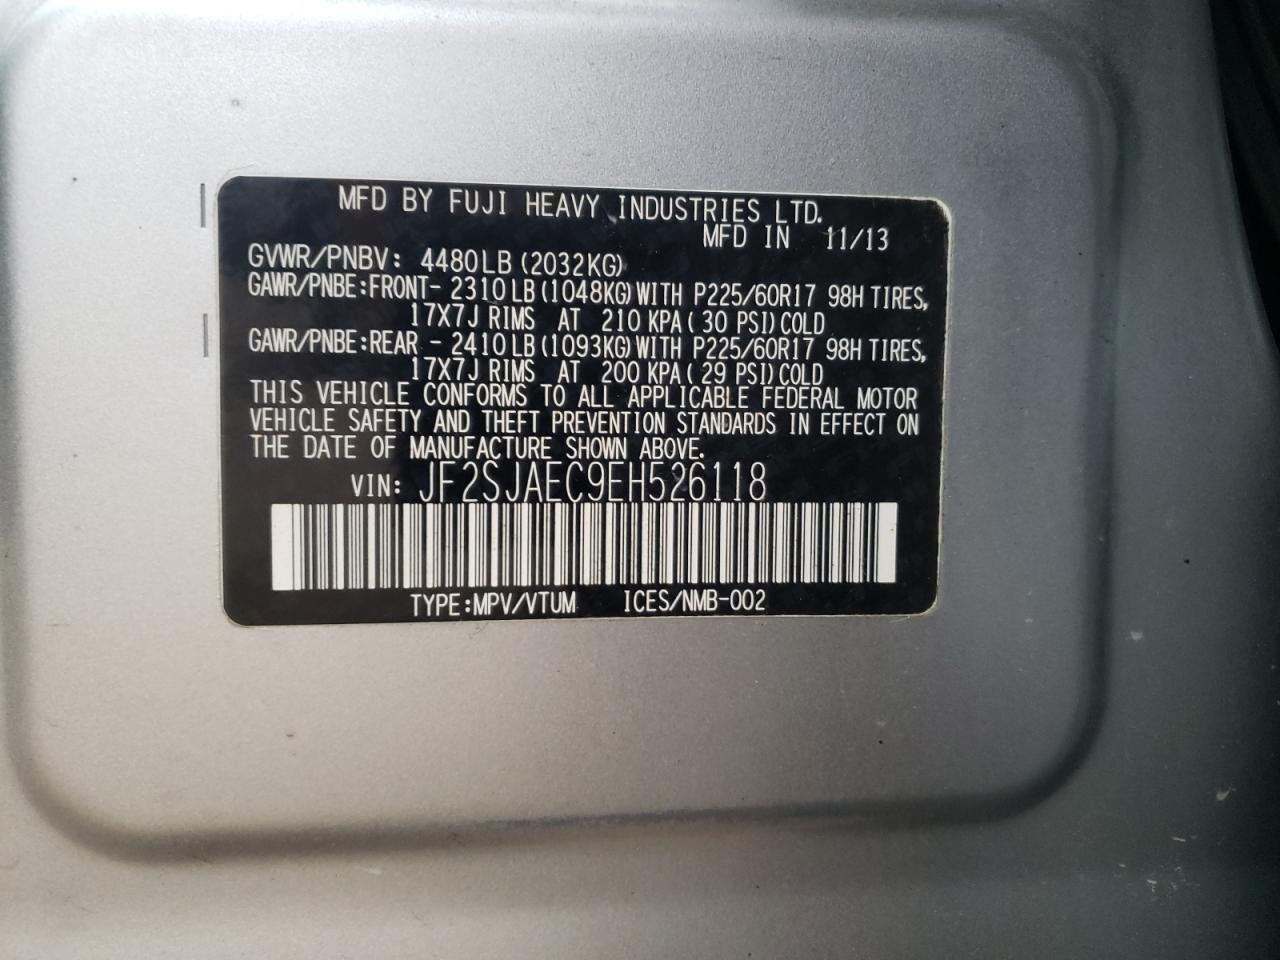 MFD BY FUJI HEAVY INDUSTRIES LTD.
MFD IN 11/13
GVWR/PNBV: 4480LB (2032KG)
GAWR/PNBE:FRONT- 2310 LB (1048KG) WITH P225/60R17 98H TIRES,
17X7J RIMS AT 210 KPA ( 30 PSI) COLD
GAWR/PNBE:REAR - 2410 LB (1093KG) WITH P225/60R17 98H TIRES,
17X7J RIMS AT 200 KPA ( 29 PSI) COLD
THIS VEHICLE CONFORMS TO ALL APPLICABLE FEDERAL MOTOR
VEHICLE SAFETY AND THEFT PREVENTION STANDARDS IN EFFECT ON
THE DATE OF MANUFACTURE SHOWN ABOVE.
VIN: JF2SJAEC9EH526118
TYPE:MPV/VTUM ICES/NMB-002